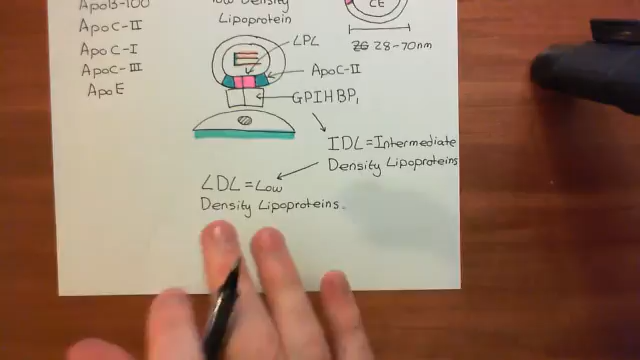 ApoB-100
ApoC-II
ApoC-I
ApoC-III
ApoE
Low Density
Lipoprotein
CE
28-70nm
LPL
ApoC-II
GPIHBP1
IDL=Intermediate
Density Lipoproteins
LDL=Low
Density Lipoproteins.